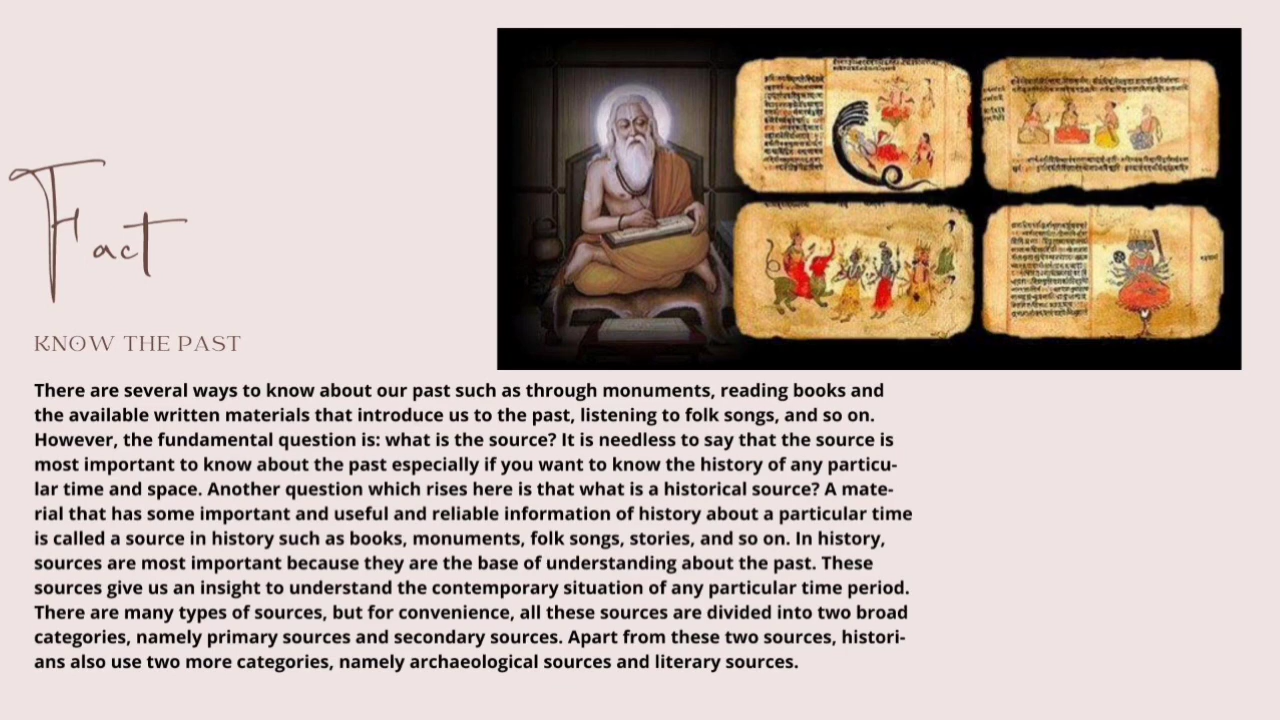 Fact
KNOW THE PAST
There are several ways to know about our past such as through monuments, reading books and
the available written materials that introduce us to the past, listening to folk songs, and so on.
However, the fundamental question is: what is the source? It is needless to say that the source is
most important to know about the past especially if you want to know the history of any particu-
lar time and space. Another question which rises here is that what is a historical source? A mate-
rial that has some important and useful and reliable information of history about a particular time
is called a source in history such as books, monuments, folk songs, stories, and so on. In history,
sources are most important because they are the base of understanding about the past. These
sources give us an insight to understand the contemporary situation of any particular time period.
There are many types of sources, but for convenience, all these sources are divided into two broad
categories, namely primary sources and secondary sources. Apart from these two sources, histori-
ans also use two more categories, namely archaeological sources and literary sources.